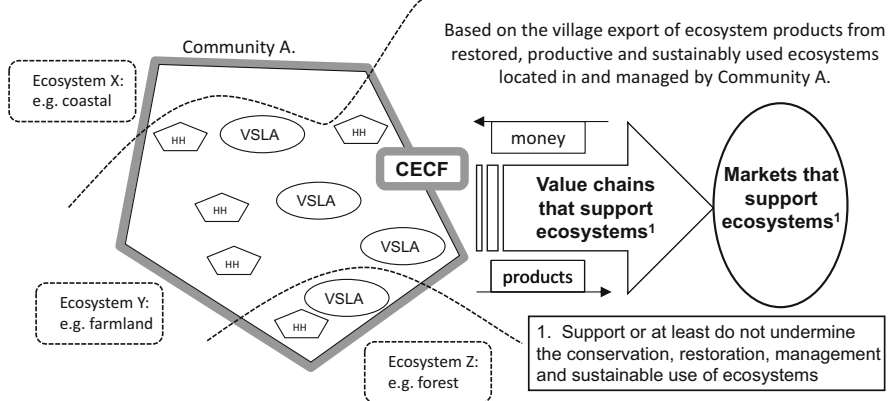 Community A.
Based on the village export of ecosystem products from
restored, productive and sustainably used ecosystems
located in and managed by Community A.
Ecosystem X:
e.g. coastal
HH
VSLA
HH
CECF
money
Value chains
that support
ecosystems¹
Markets that
support
ecosystems¹
HH
VSLA
HH
VSLA
products
Ecosystem Y:
e.g. farmland
VSLA
HH
Ecosystem Z:
e.g. forest
1. Support or at least do not undermine
the conservation, restoration, management
and sustainable use of ecosystems